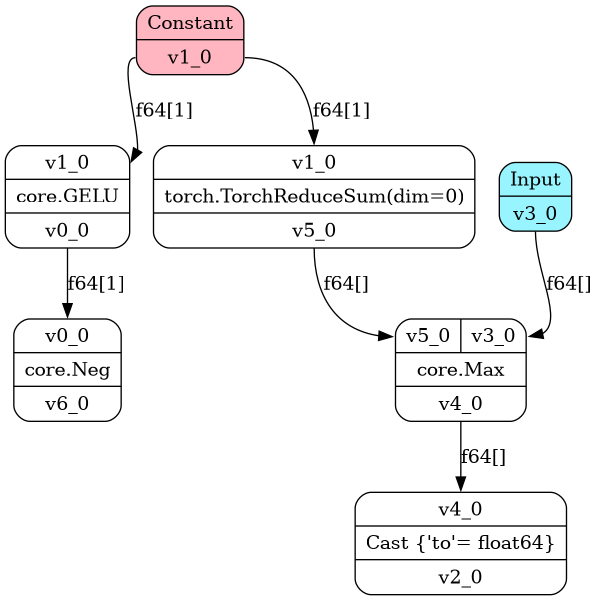 Constant
v1_0
f64[1]
f64[1]
v1_0
core.GELU
v0_0
v1_0
torch.TorchReduceSum(dim=0)
v5_0
Input
v3_0
f64[1]
f64[]
f64[]
v0_0
core.Neg
v6_0
v5_0 v3_0
core.Max
v4_0
f64[]
v4_0
Cast {'to'= float64}
v2_0